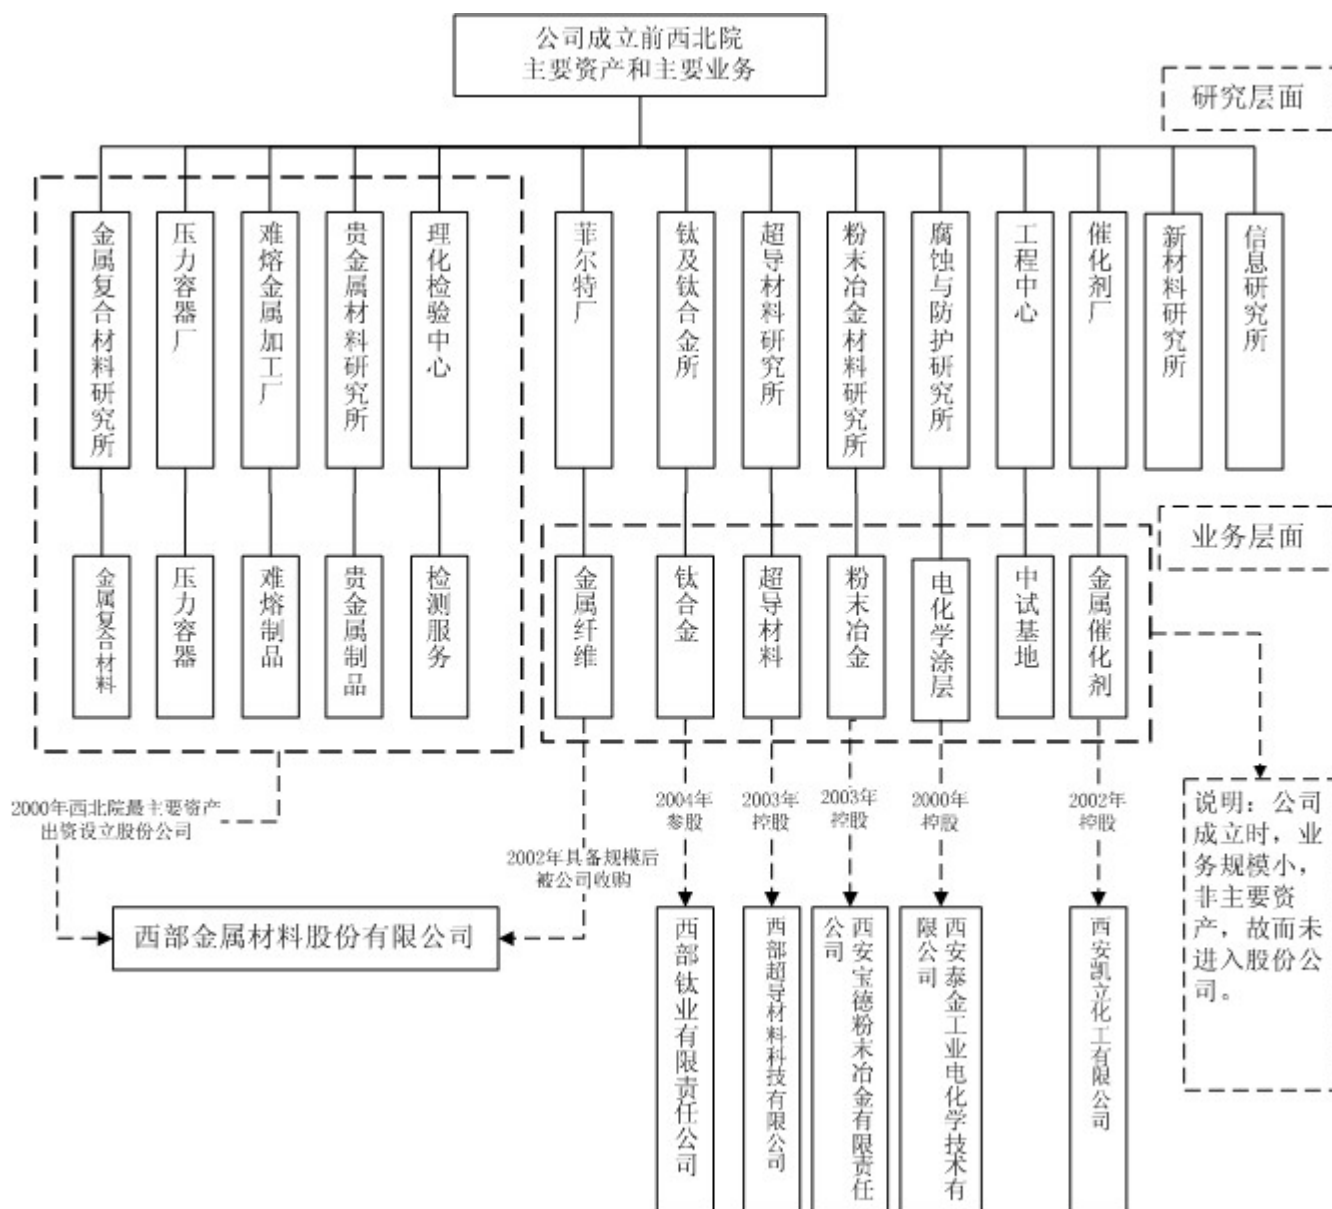 公司成立前西北院
主要资产和主要业务
研究层面
金属复合材料研究所
压力容器厂
难熔金属加工厂
贵金属材料研究所
理化检验中心
菲尔特厂
钛及钛合金所
超导材料研究所
粉末冶金材料研究所
腐蚀与防护研究所
工程中心
催化剂厂
新材料研究所
信息研究所
业务层面
金属复合材料
压力容器
难熔制品
贵金属制品
检测服务
金属纤维
钛合金
超导材料
粉末冶金
电化学涂层
中试基地
金属催化剂
2000年西北院最主要资产
出资设立股份公司
2002年具备规模后
被公司收购
2004年
参股
2003年
控股
2003年
控股
2000年
控股
2002年
控股
说明：公司
成立时，业
务规模小，
非主要资
产，故而未
进入股份公
司。
西部金属材料股份有限公司
西部钛业有限责任公司
西部超导材料科技有限公司
西安宝德粉末冶金有限责任
公司
西安泰金工业电化学技术有
限公司
西安凯立化工有限公司